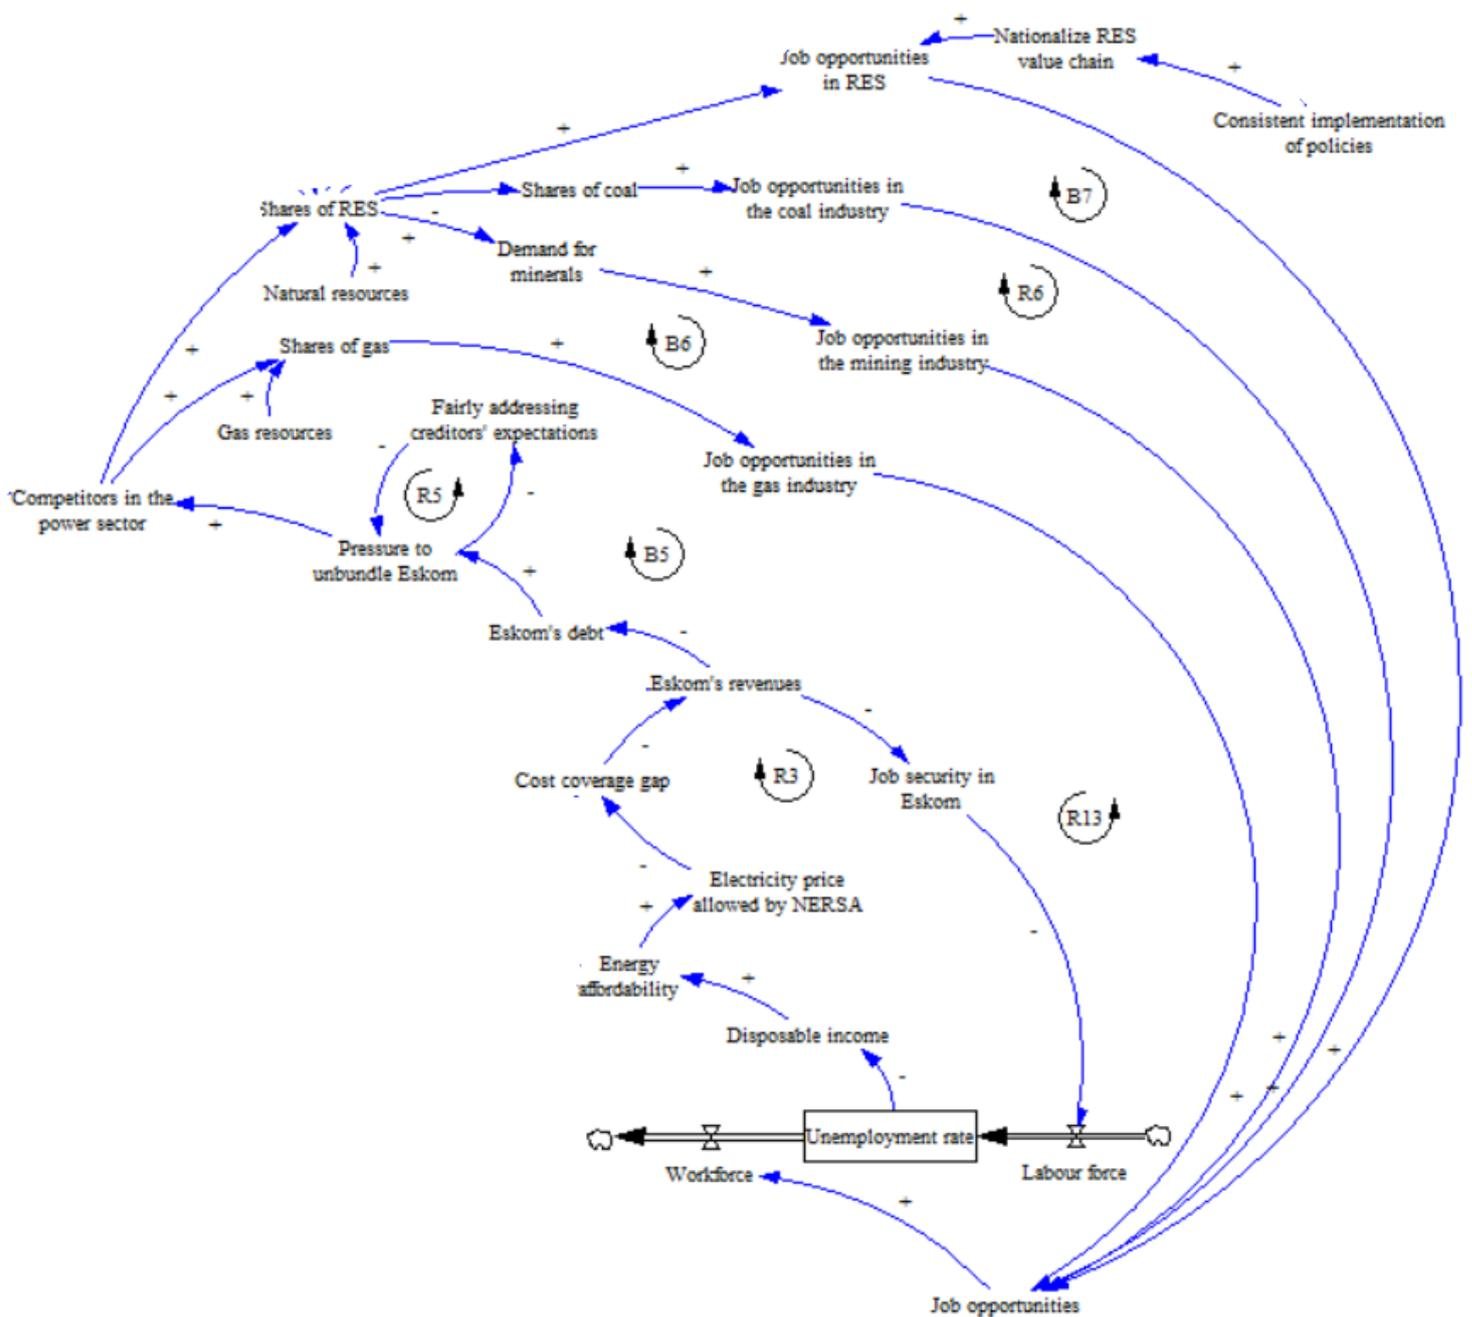 +
Nationalize RES
value chain
Job opportunities
in RES
+
Consistent implementation
of policies
+
Shares of RES
+
Shares of coal
-
Job opportunities in
the coal industry
B7
+
Demand for
minerals
+
Natural resources
+
R6
Job opportunities in
the mining industry
Shares of gas
+
B6
+
+
+
Gas resources
Fairly addressing
creditors' expectations
-
Job opportunities in
the gas industry
R5
-
Competitors in the
power sector
+
Pressure to
unbundle Eskom
B5
+
Eskom's debt
-
Eskom's revenues
-
-
Cost coverage gap
R3
Job security in
Eskom
R13
-
Electricity price
allowed by NERSA
+
-
Energy
affordability
+
Disposable income
+
+
-
+
+
Unemployment rate
Workforce
Labour force
+
Job opportunities